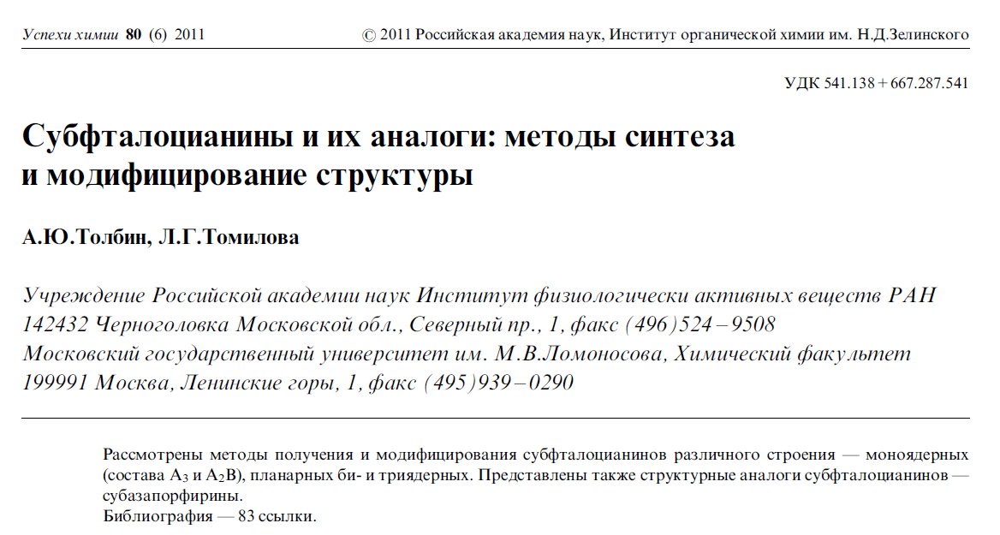 Успехи химии 80 (6) 2011
© 2011 Российская академия наук, Институт органической химии им. Н.Д.Зелинского
УДК 541.138 + 667.287.541
Субфталоцианины и их аналоги: методы синтеза
и модифицирование структуры
А.Ю.Толбин, Л.Г.Томилова
Учреждение Российской академии наук Институт физиологически активных веществ РАН
142432 Черноголовка Московской обл., Северный пр., 1, факс (496)524 – 9508
Московский государственный университет им. М.В.Ломоносова, Химический факультет
199991 Москва, Ленинские горы, 1, факс (495)939 – 0290
Рассмотрены методы получения и модифицирования субфталоцианинов различного строения — моноядерных
(состава A₃ и A₂B), планарных би- и триядерных. Представлены также структурные аналоги субфталоцианинов —
субазапорфирины.
Библиография — 83 ссылки.